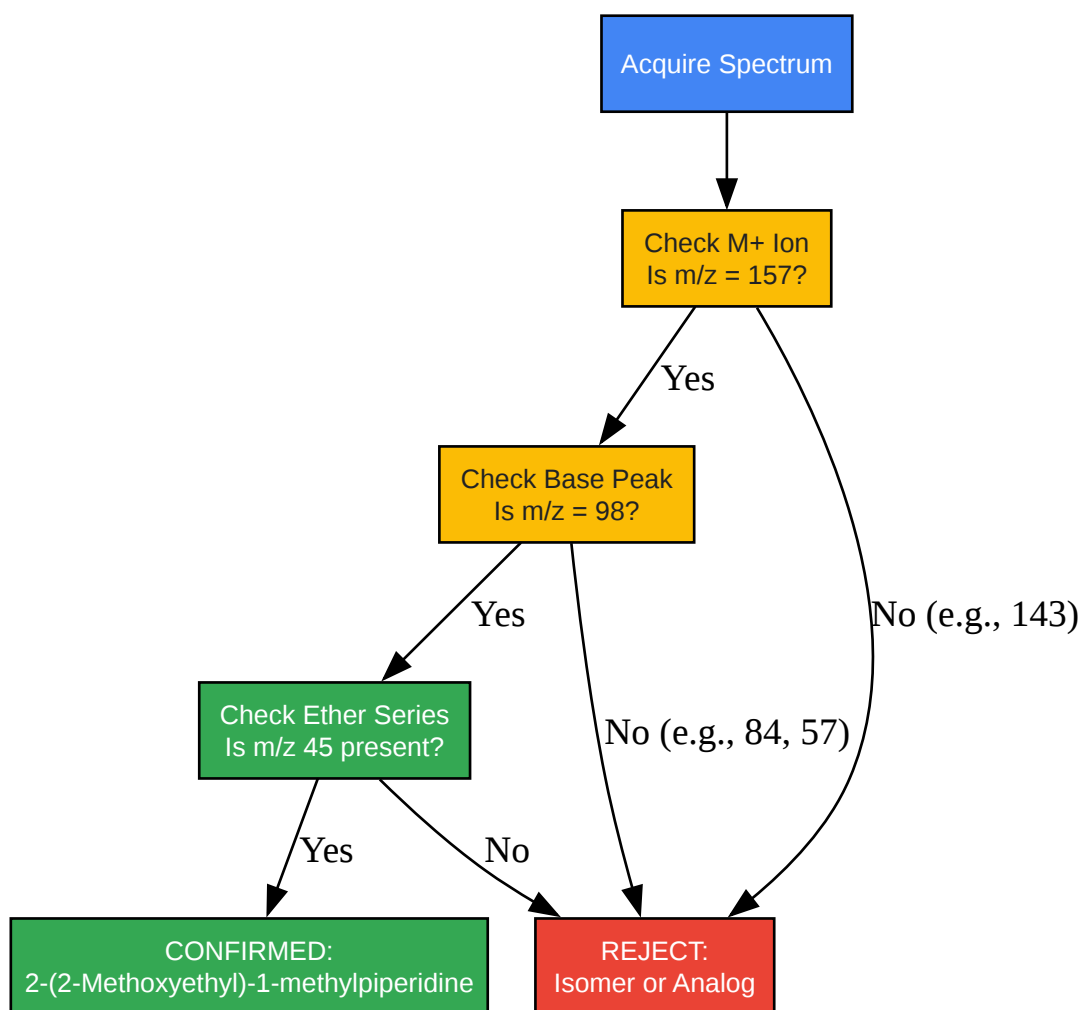 Acquire Spectrum
Check M+ Ion
Is m/z = 157?
Yes
Check Base Peak
Is m/z = 98?
Yes
No (e.g., 143)
Check Ether Series
Is m/z 45 present?
No (e.g., 84, 57)
Yes
No
CONFIRMED:
2-(2-Methoxyethyl)-1-methylpiperidine
REJECT:
Isomer or Analog